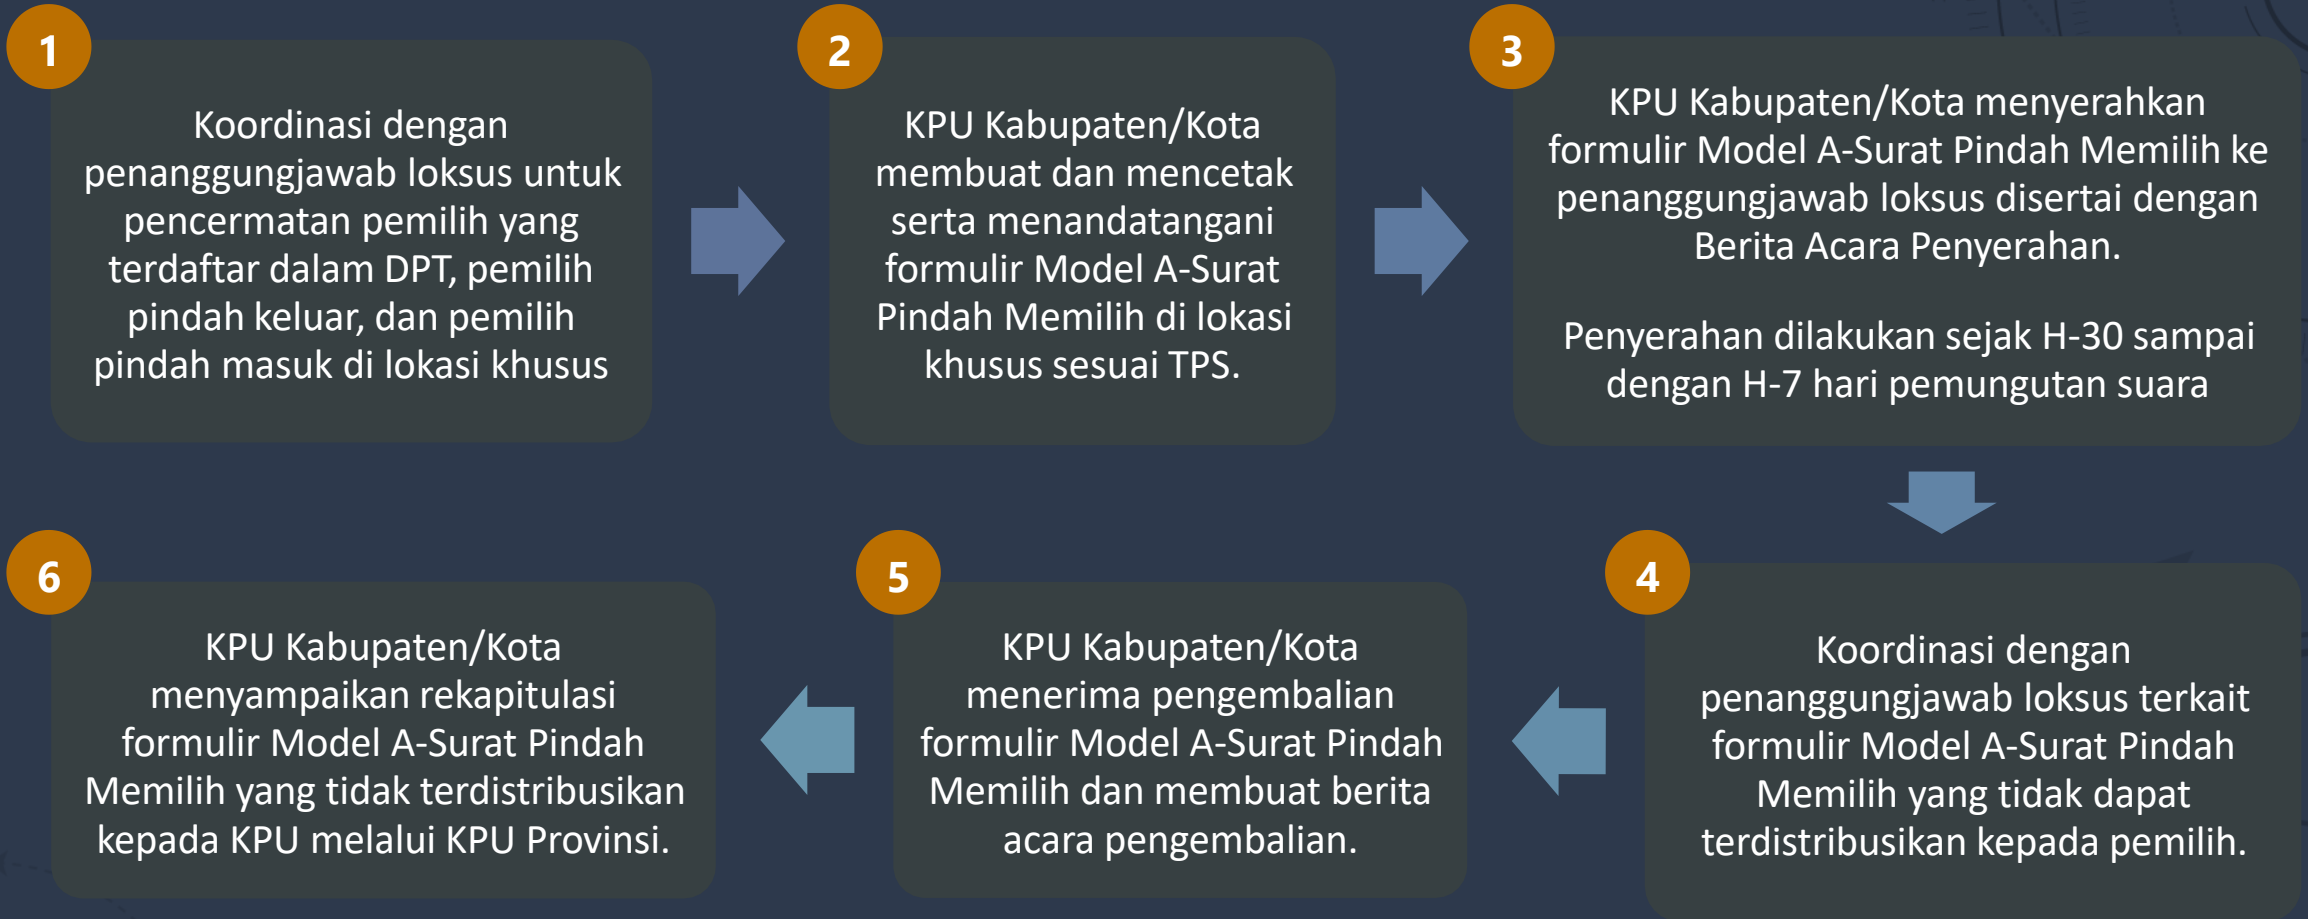 1
Koordinasi dengan
penanggungjawab loksus untuk
pencermatan pemilih yang
terdaftar dalam DPT, pemilih
pindah keluar, dan pemilih
pindah masuk di lokasi khusus
2
KPU Kabupaten/Kota
membuat dan mencetak
serta menandatangani
formulir Model A-Surat
Pindah Memilih di lokasi
khusus sesuai TPS.
3
KPU Kabupaten/Kota menyerahkan
formulir Model A-Surat Pindah Memilih ke
penanggungjawab loksus disertai dengan
Berita Acara Penyerahan.
Penyerahan dilakukan sejak H-30 sampai
dengan H-7 hari pemungutan suara
4
Koordinasi dengan
penanggungjawab loksus terkait
formulir Model A-Surat Pindah
Memilih yang tidak dapat
terdistribusikan kepada pemilih.
5
KPU Kabupaten/Kota
menerima pengembalian
formulir Model A-Surat Pindah
Memilih dan membuat berita
acara pengembalian.
6
KPU Kabupaten/Kota
menyampaikan rekapitulasi
formulir Model A-Surat Pindah
Memilih yang tidak terdistribusikan
kepada KPU melalui KPU Provinsi.